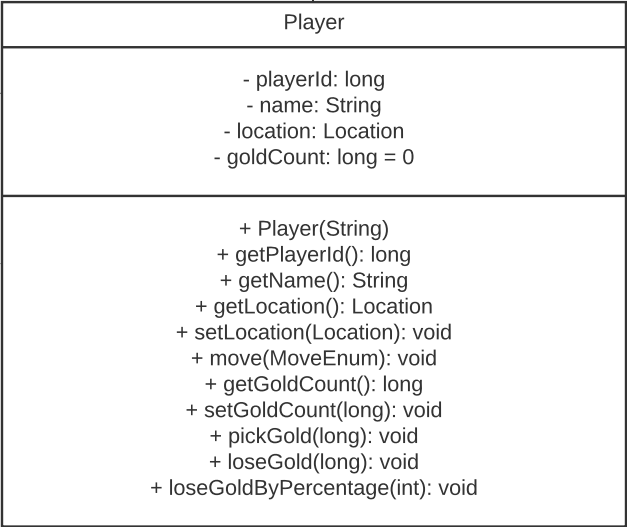 Player
- playerId: long
- name: String
- location: Location
- goldCount: long = 0
+ Player(String)
+ getPlayerId(): long
+ getName(): String
+ getLocation(): Location
+ setLocation(Location): void
+ move(MoveEnum): void
+ getGoldCount(): long
+ setGoldCount(long): void
+ pickGold(long): void
+ loseGold(long): void
+ loseGoldByPercentage(int): void